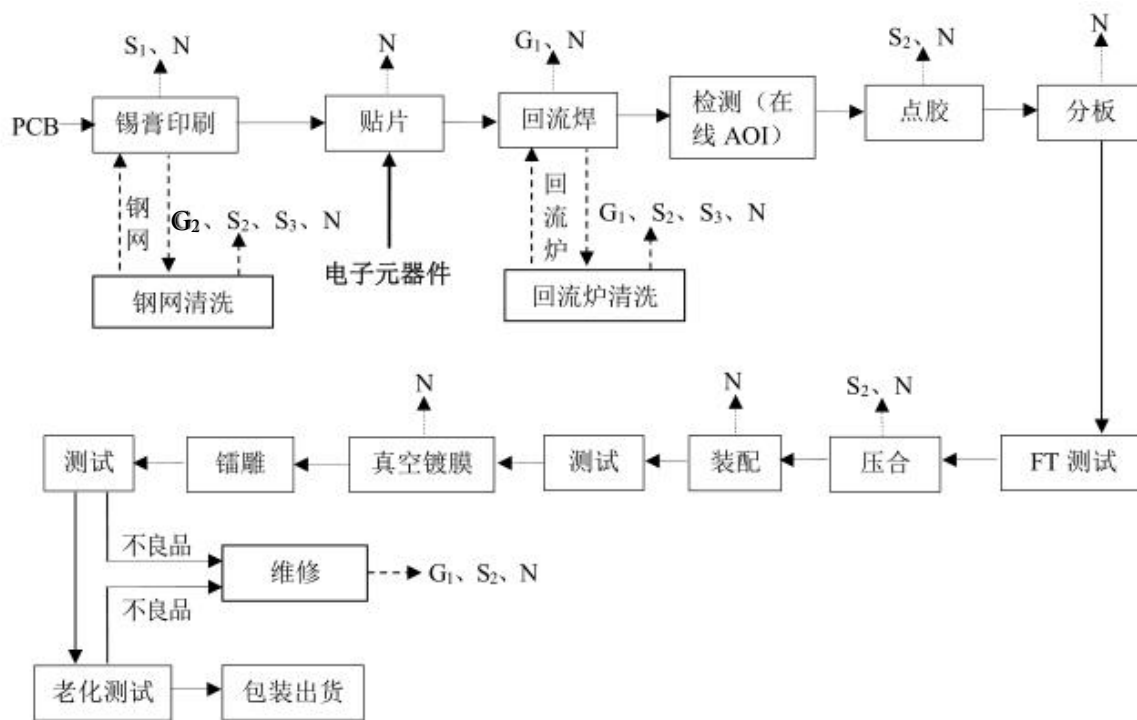 S₁、N
N
G₁、N
S₂、N
N
PCB
锡膏印刷
贴片
回流焊
检测（在
线 AOI）
点胶
分板
钢网
G₂、S₂、S₃、N
回流炉
G₁、S₂、S₃、N
电子元器件
钢网清洗
回流炉清洗
N
N
S₂、N
测试
镭雕
真空镀膜
测试
装配
压合
FT 测试
不良品
维修
G₁、S₂、N
不良品
老化测试
包装出货